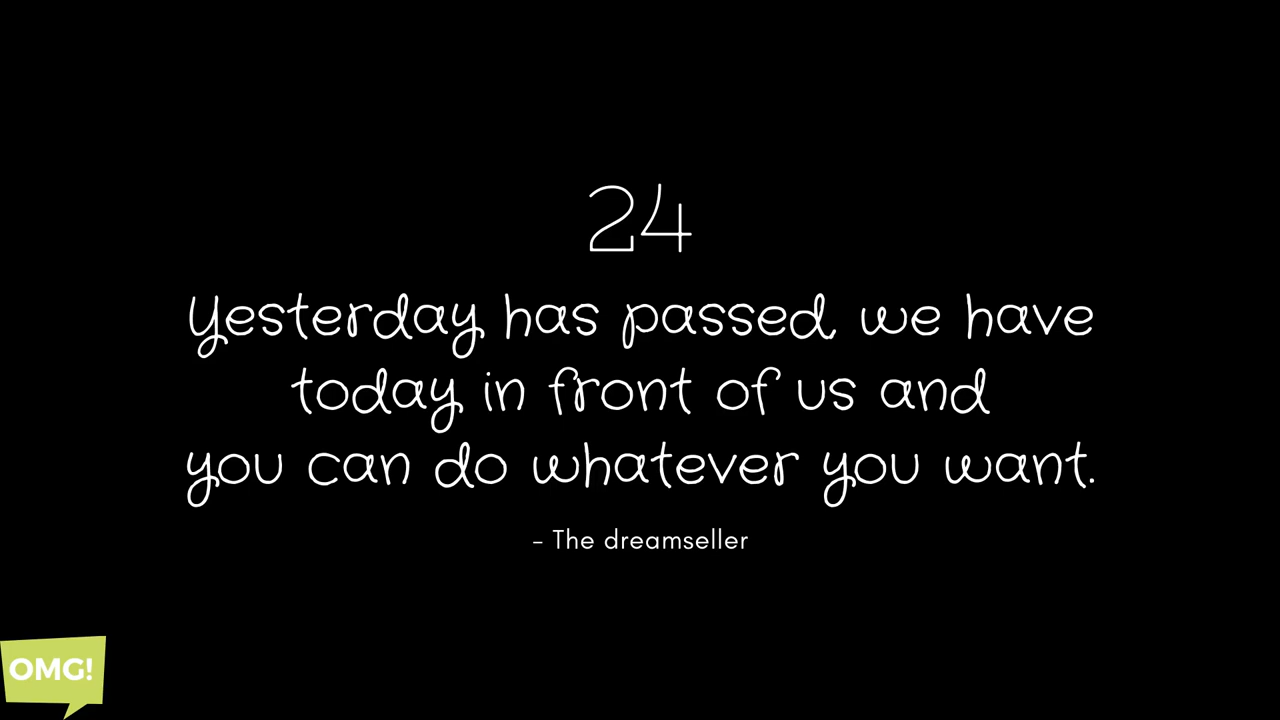 24
Yesterday has passed, we have
today in front of us and
you can do whatever you want.
- The dreamseller
OMG!